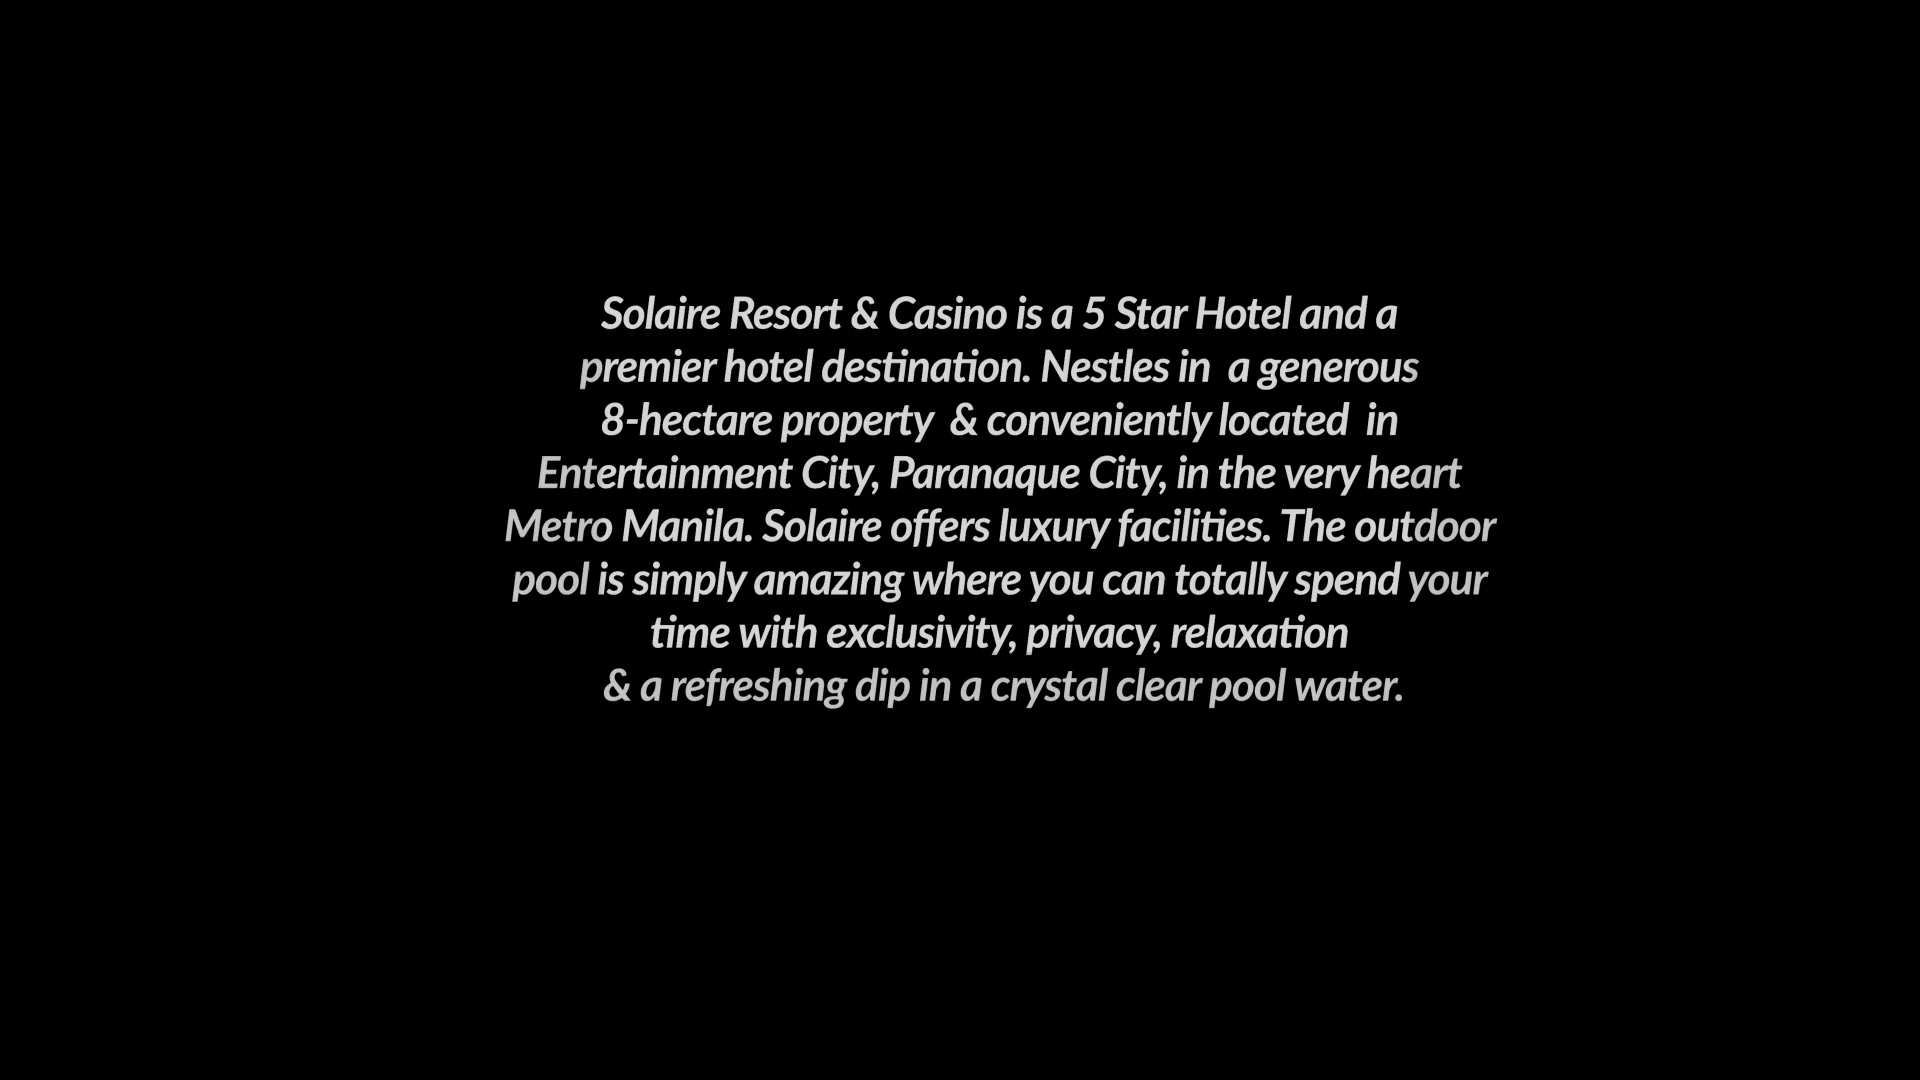 Solaire Resort & Casino is a 5 Star Hotel and a
premier hotel destination. Nestles in  a generous
8-hectare property  & conveniently located  in
Entertainment City, Paranaque City, in the very heart
Metro Manila. Solaire offers luxury facilities. The outdoor
pool is simply amazing where you can totally spend your
time with exclusivity, privacy, relaxation
& a refreshing dip in a crystal clear pool water.